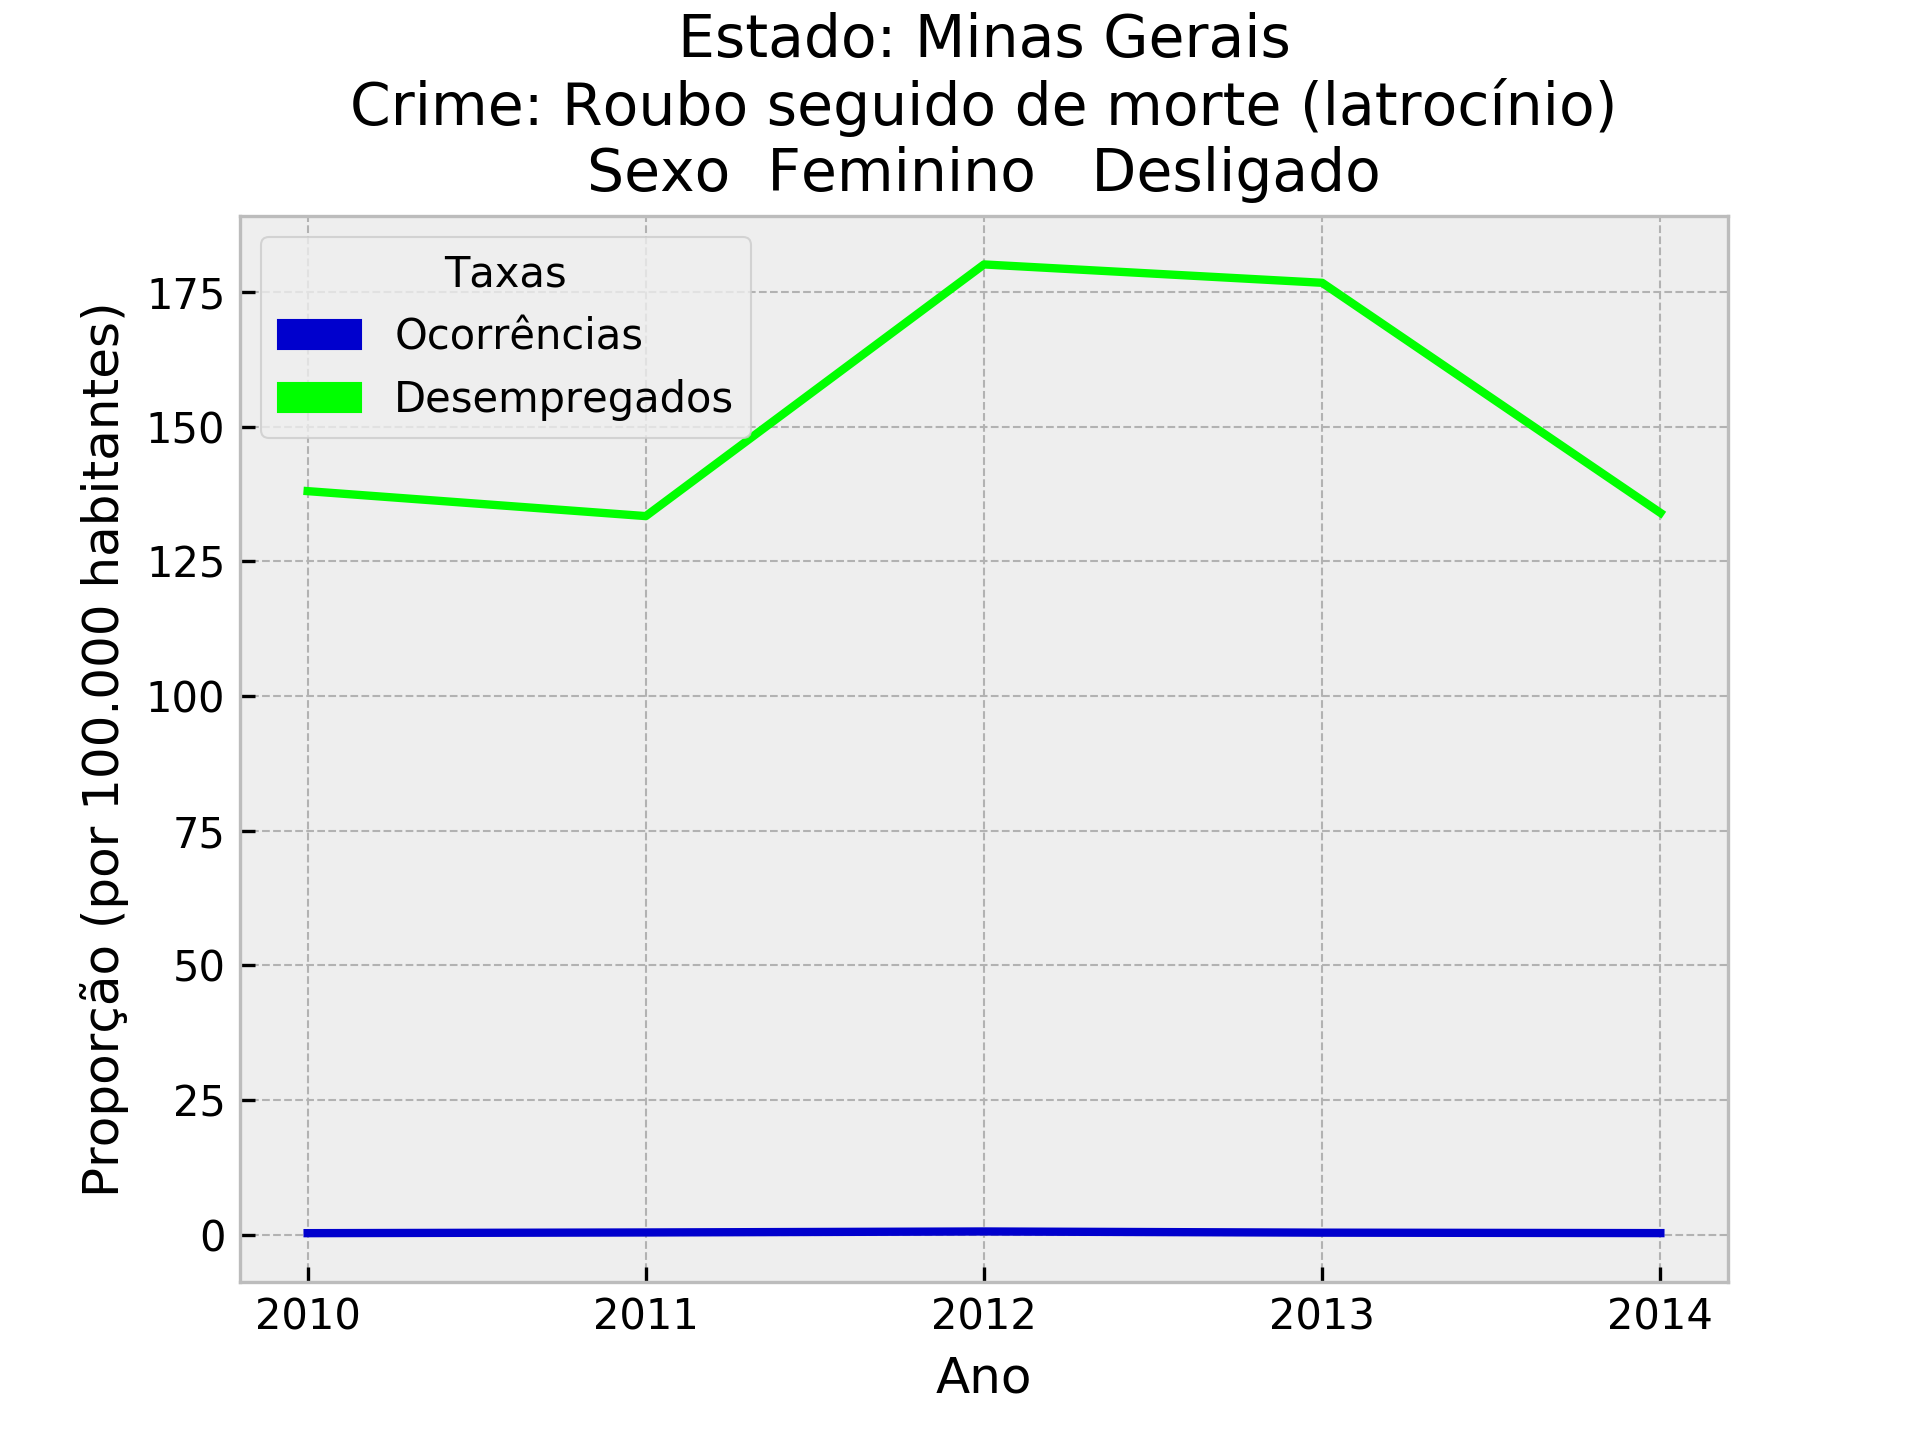 Estado: Minas Gerais
Crime: Roubo seguido de morte (latrocínio)
Sexo  Feminino   Desligado
Taxas
Ocorrências
Desempregados
Proporção (por 100.000 habitantes)
175
150
125
100
75
50
25
0
2010 2011 2012 2013 2014
Ano